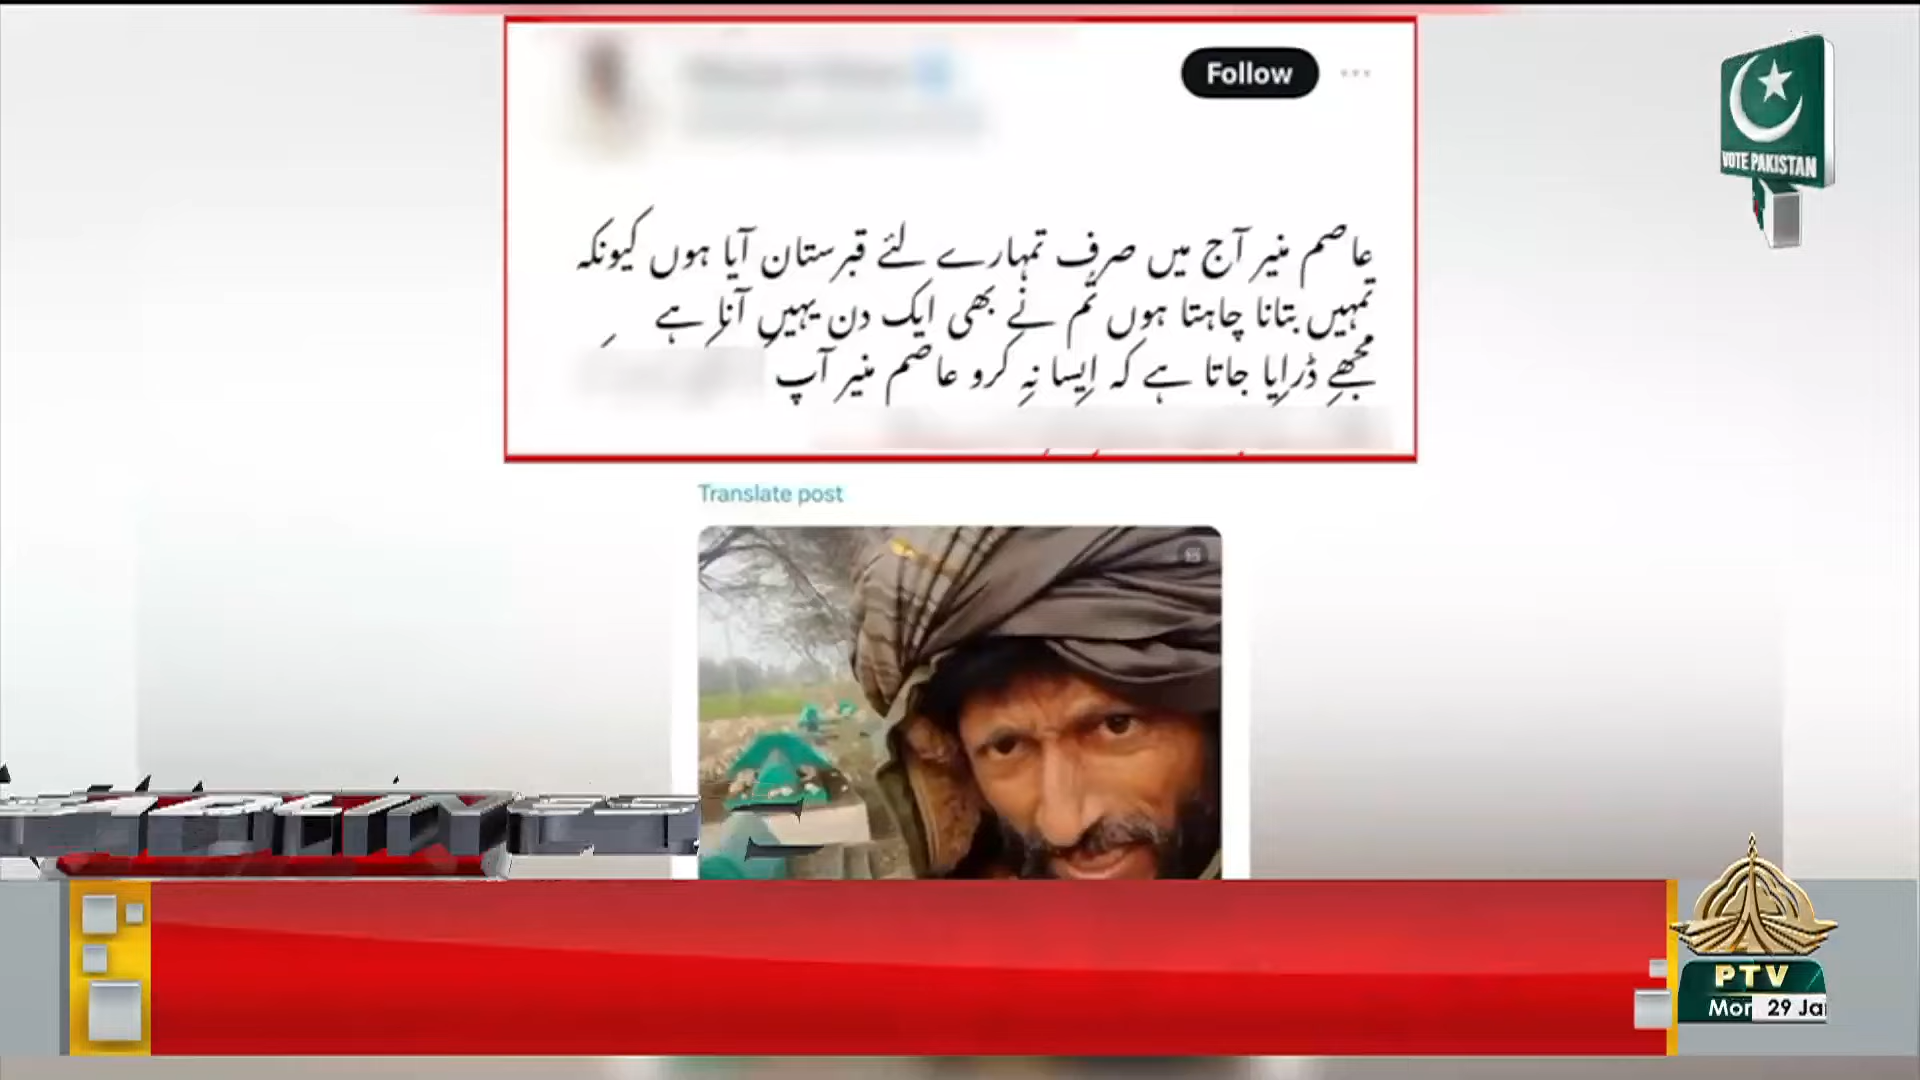 Follow
عاصم منیر آج میں صرف تمہارے لئے قبرستان آیا ہوں کیونکہ
تمہیں بتانا چاہتا ہوں تُم نے بھی ایک دن یہیں آنا ہے
مجھے ڈرایا جاتا ہے کہ ایسا نہ کرو عاصم منیر آپ
Translate post
VOTE PAKISTAN
PTV
Mon 29 Ja